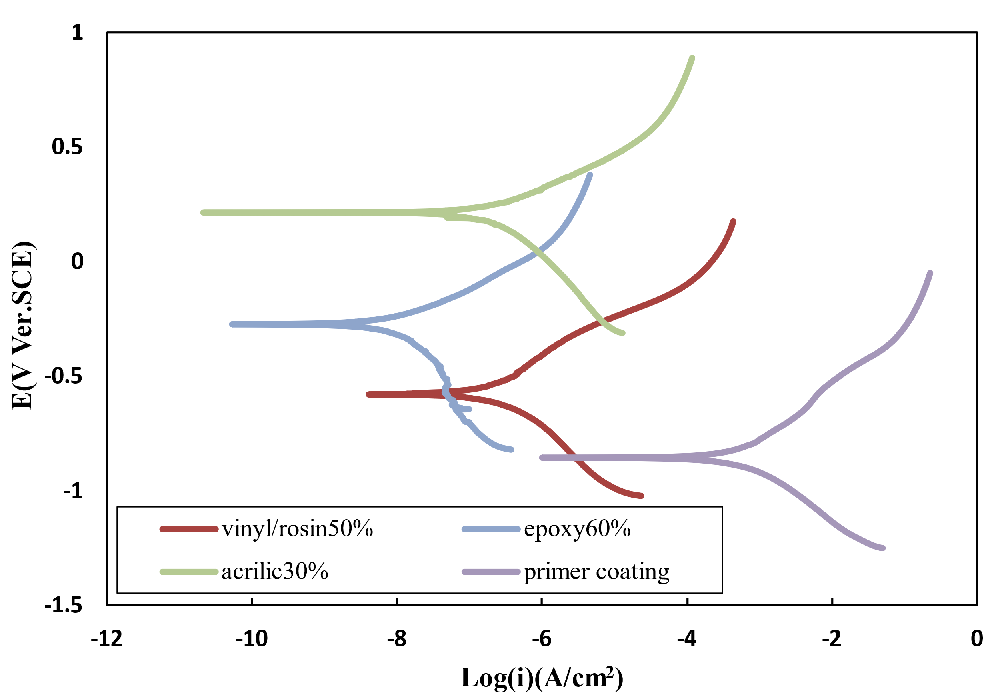 1
0.5
0
-0.5
-1
-1.5
E(V Ver.SCE)
vinyl/rosin50%
epoxy60%
acrilic30%
primer coating
-12 -10 -8 -6 -4 -2 0
Log(i)(A/cm²)